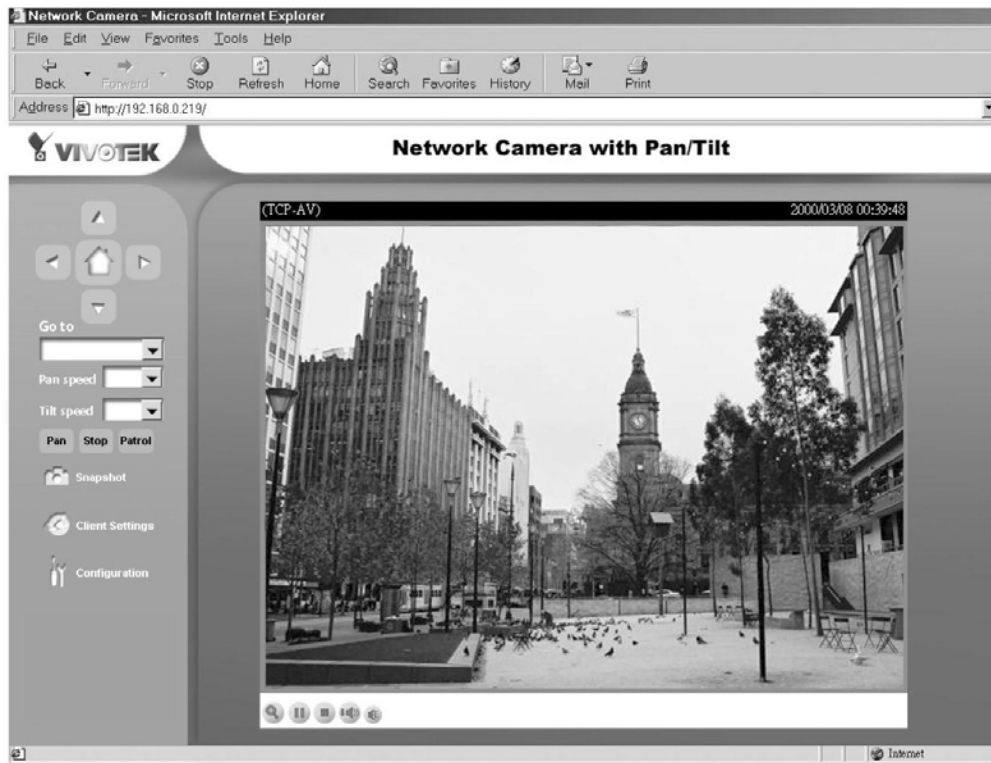 Network Camera - Microsoft Internet Explorer
File Edit View Favorites Tools Help
Back Forward Stop Refresh Home Search Favorites History Mail Print
Address http://192.168.0.219/
VIVOTEK
Network Camera with Pan/Tilt
(TCP-AV) 2000/03/08 00:39:48
Go to
Pan speed
Tilt speed
Pan Stop Patrol
Snapshot
Client Settings
Configuration
Internet